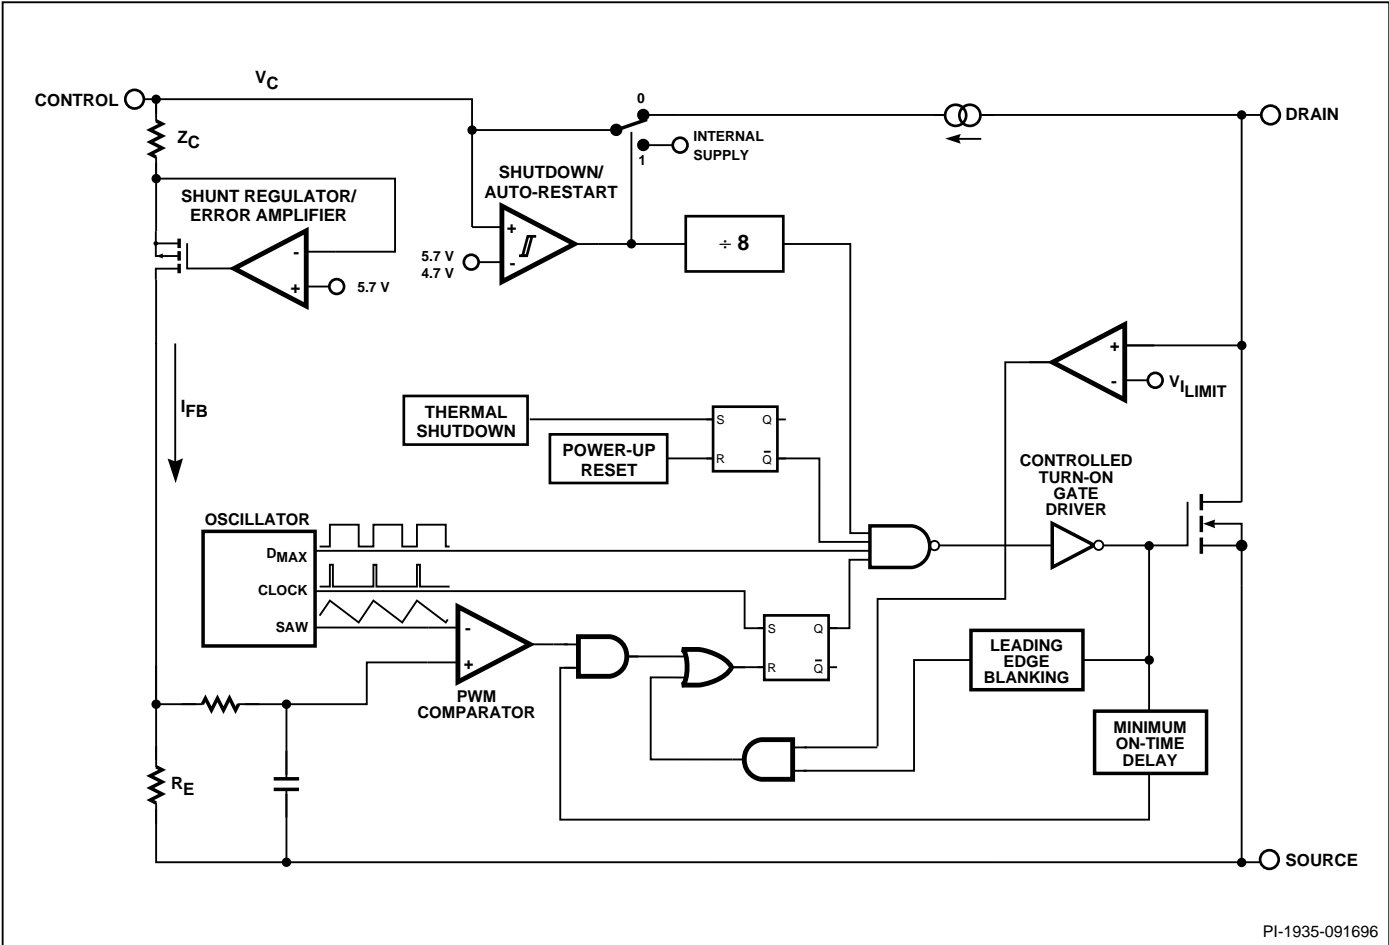 V_C
CONTROL
Z_C
0
DRAIN
1
INTERNAL
SUPPLY
SHUTDOWN/
AUTO-RESTART
SHUNT REGULATOR/
ERROR AMPLIFIER
+
-
5.7 V
4.7 V
÷ 8
-
+
5.7 V
+
-
V_ILIMIT
I_FB
THERMAL
SHUTDOWN
POWER-UP
RESET
S
Q
R
Q̅
CONTROLLED
TURN-ON
GATE
DRIVER
OSCILLATOR
D_MAX
CLOCK
SAW
-
+
PWM
COMPARATOR
S
Q
R
Q̅
LEADING
EDGE
BLANKING
MINIMUM
ON-TIME
DELAY
R_E
SOURCE
PI-1935-091696